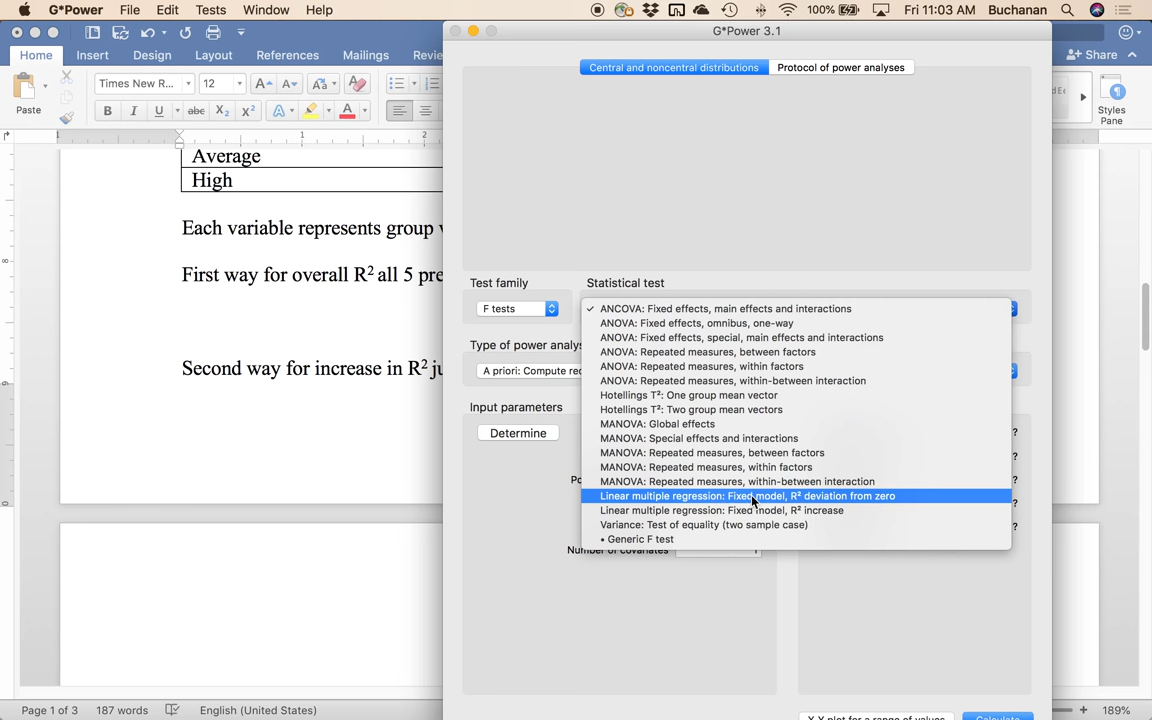 G*Power File Edit Tests Window Help 100% Fri 11:03 AM Buchanan
G*Power 3.1
Home Insert Design Layout References Mailings Revie
Share
Central and noncentral distributions Protocol of power analyses
Paste
Times New R... 12
B I U abc X₂ X² A A
Styles Pane
1 1 2
Average
High
Each variable represents group
First way for overall R² all 5 pre
Second way for increase in R² ju
Test family Statistical test
F tests
Type of power analys
A priori: Compute rec
Input parameters
Determine
ANCOVA: Fixed effects, main effects and interactions
ANOVA: Fixed effects, omnibus, one-way
ANOVA: Fixed effects, special, main effects and interactions
ANOVA: Repeated measures, between factors
ANOVA: Repeated measures, within factors
ANOVA: Repeated measures, within-between interaction
Hotellings T²: One group mean vector
Hotellings T²: Two group mean vectors
MANOVA: Global effects
MANOVA: Special effects and interactions
MANOVA: Repeated measures, between factors
MANOVA: Repeated measures, within factors
MANOVA: Repeated measures, within-between interaction
Linear multiple regression: Fixed model, R² deviation from zero
Linear multiple regression: Fixed model, R² increase
Variance: Test of equality (two sample case)
• Generic F test
Number of covariates 1
?
?
?
?
?
X-Y plot for a range of values Calculate
Page 1 of 3 187 words English (United States) 189%